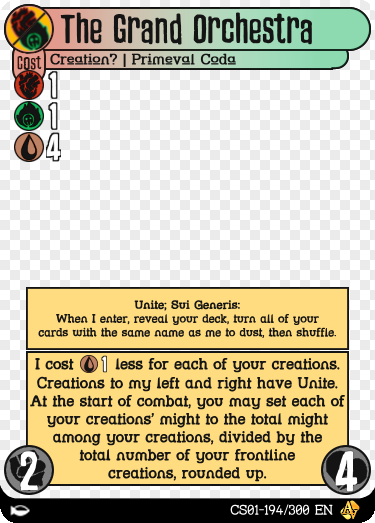 The Grand Orchestra
Cost
Creation? | Primeval Coda
1
1
4
Unite; Sui Generis:
When I enter, reveal your deck, turn all of your
cards with the same name as me to dust, then shuffle.
I cost 1 less for each of your creations.
Creations to my left and right have Unite.
At the start of combat, you may set each of
your creations' might to the total might
among your creations, divided by the
total number of your frontline
creations, rounded up.
2
4
CS01-194/300 EN